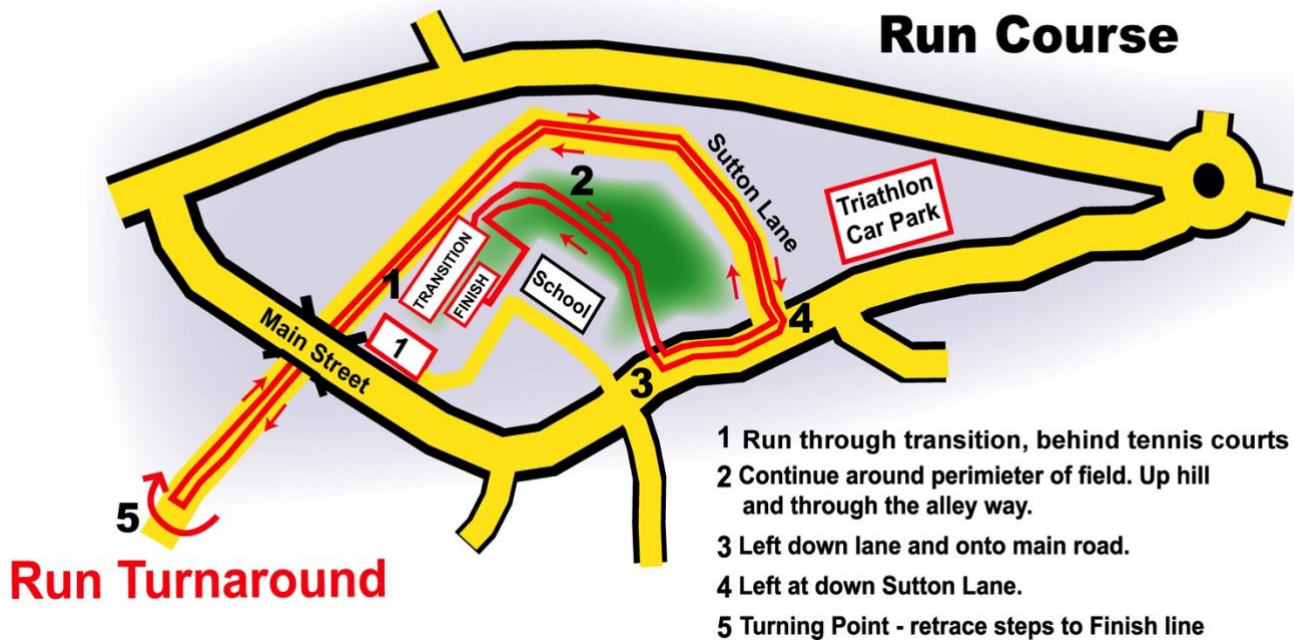 Run Course
Sutton Lane
2
Triathlon
Car Park
1
TRANSITION
FINISH
School
Main Street
1
4
3
5
Run Turnaround
1 Run through transition, behind tennis courts
2 Continue around perimieter of field. Up hill
and through the alley way.
3 Left down lane and onto main road.
4 Left at down Sutton Lane.
5 Turning Point - retrace steps to Finish line